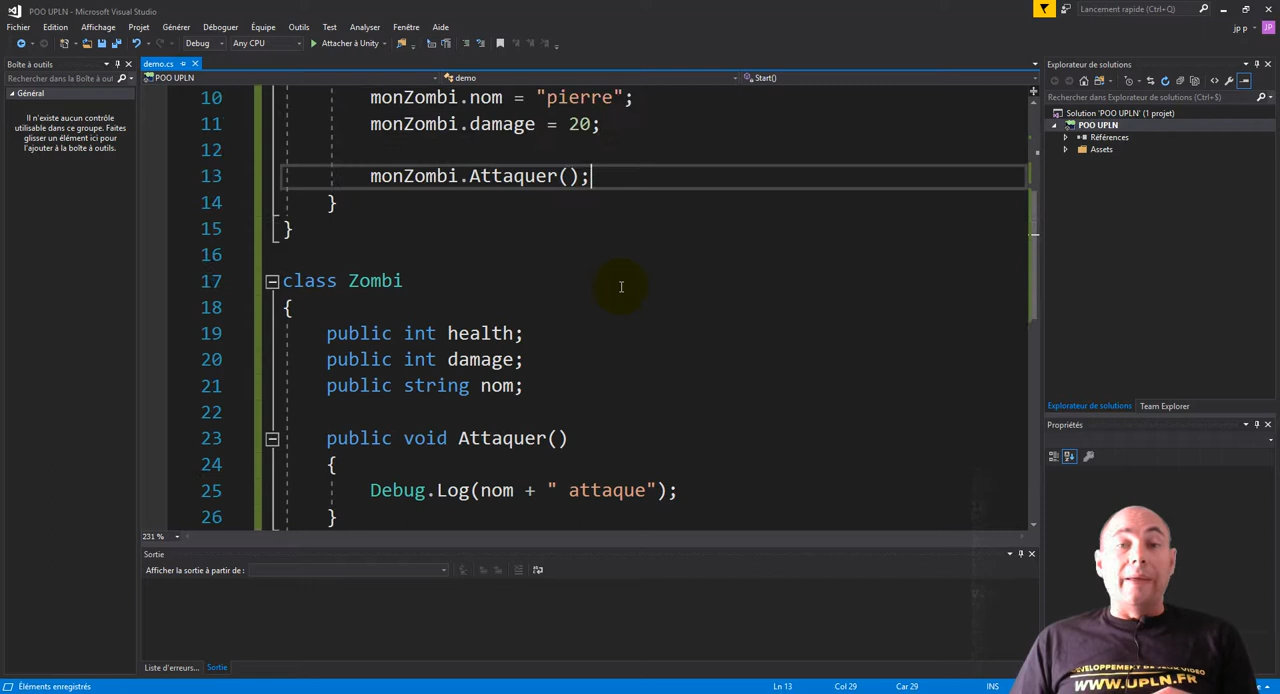 POO UPLN - Microsoft Visual Studio
Lancement rapide (Ctrl+Q)
Fichier Edition Affichage Projet Générer Déboguer Équipe Outils Test Analyser Fenêtre Aide
jp p JP
Debug Any CPU Attacher à Unity
Boîte à outils
Rechercher dans la Boîte à outils
Général
Il n'existe aucun contrôle
utilisable dans ce groupe. Faites
glisser un élément ici pour
l'ajouter à la boîte à outils.
demo.cs
POO UPLN demo Start()
10 monZombi.nom = "pierre";
11 monZombi.damage = 20;
12
13 monZombi.Attaquer();
14 }
15 }
16
17 class Zombi
18 {
19 public int health;
20 public int damage;
21 public string nom;
22
23 public void Attaquer()
24 {
25 Debug.Log(nom + " attaque");
26 }
231 %
Sortie
Afficher la sortie à partir de :
Liste d'erreurs... Sortie
Explorateur de solutions
Rechercher dans Explorateur de solutions (Ctrl+$)
Solution 'POO UPLN' (1 projet)
POO UPLN
Références
Assets
Explorateur de solutions Team Explorer
Propriétés
DEVELOPPEMENT DE JEUX VIDEO
WWW.UPLN.FR
Éléments enregistrés Ln 13 Col 29 Car 29 INS